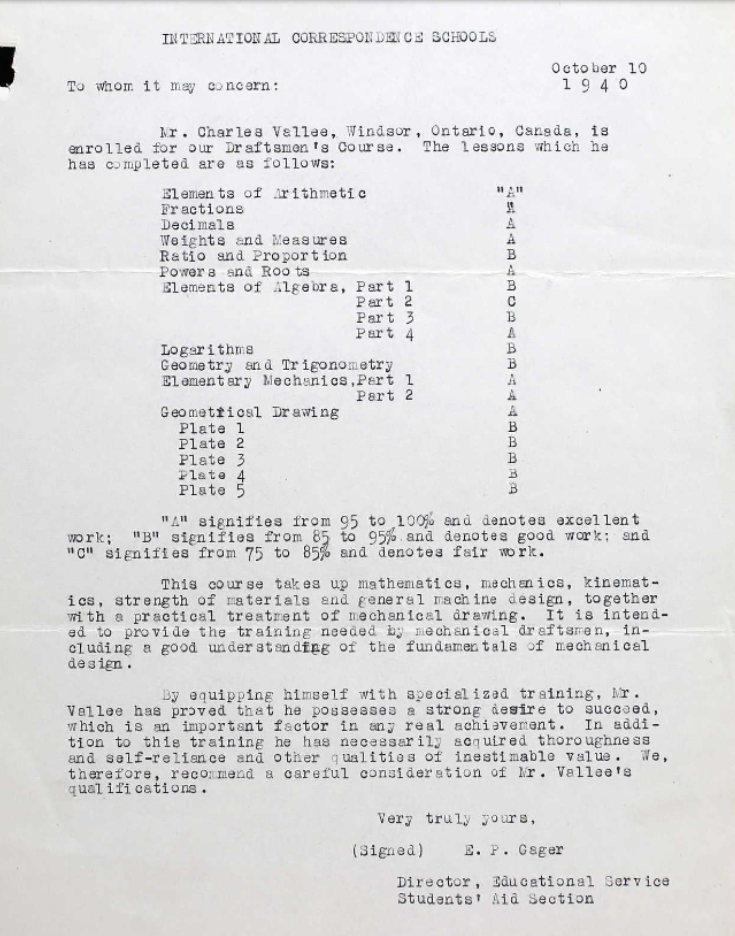 INTERNATIONAL CORRESPONDENCE SCHOOLS
October 10
1940
To whom it may concern:
Mr. Charles Vallee, Windsor, Ontario, Canada, is
enrolled for our Draftsmen's Course. The lessons which he
has completed are as follows:
Elements of Arithmetic "A"
Fractions A
Decimals A
Weights and Measures A
Ratio and Proportion B
Powers and Roots A
Elements of Algebra, Part 1 B
Part 2 C
Part 3 B
Part 4 A
Logarithms B
Geometry and Trigonometry B
Elementary Mechanics,Part 1 A
Part 2 A
Geometrical Drawing A
Plate 1 B
Plate 2 B
Plate 3 B
Plate 4 B
Plate 5 B
"A" signifies from 95 to 100% and denotes excellent
work; "B" signifies from 85 to 95% and denotes good work; and
"C" signifies from 75 to 85% and denotes fair work.
This course takes up mathematics, mechanics, kinemat-
ics, strength of materials and general machine design, together
with a practical treatment of mechanical drawing. It is intend-
ed to provide the training needed by mechanical draftsmen, in-
cluding a good understanding of the fundamentals of mechanical
design.
By equipping himself with specialized training, Mr.
Vallee has proved that he possesses a strong desire to succeed,
which is an important factor in any real achievement. In addi-
tion to this training he has necessarily acquired thoroughness
and self-reliance and other qualities of inestimable value. We,
therefore, recommend a careful consideration of Mr. Vallee's
qualifications.
Very truly yours,
(Signed) E. P. Gager
Director, Educational Service
Students' Aid Section